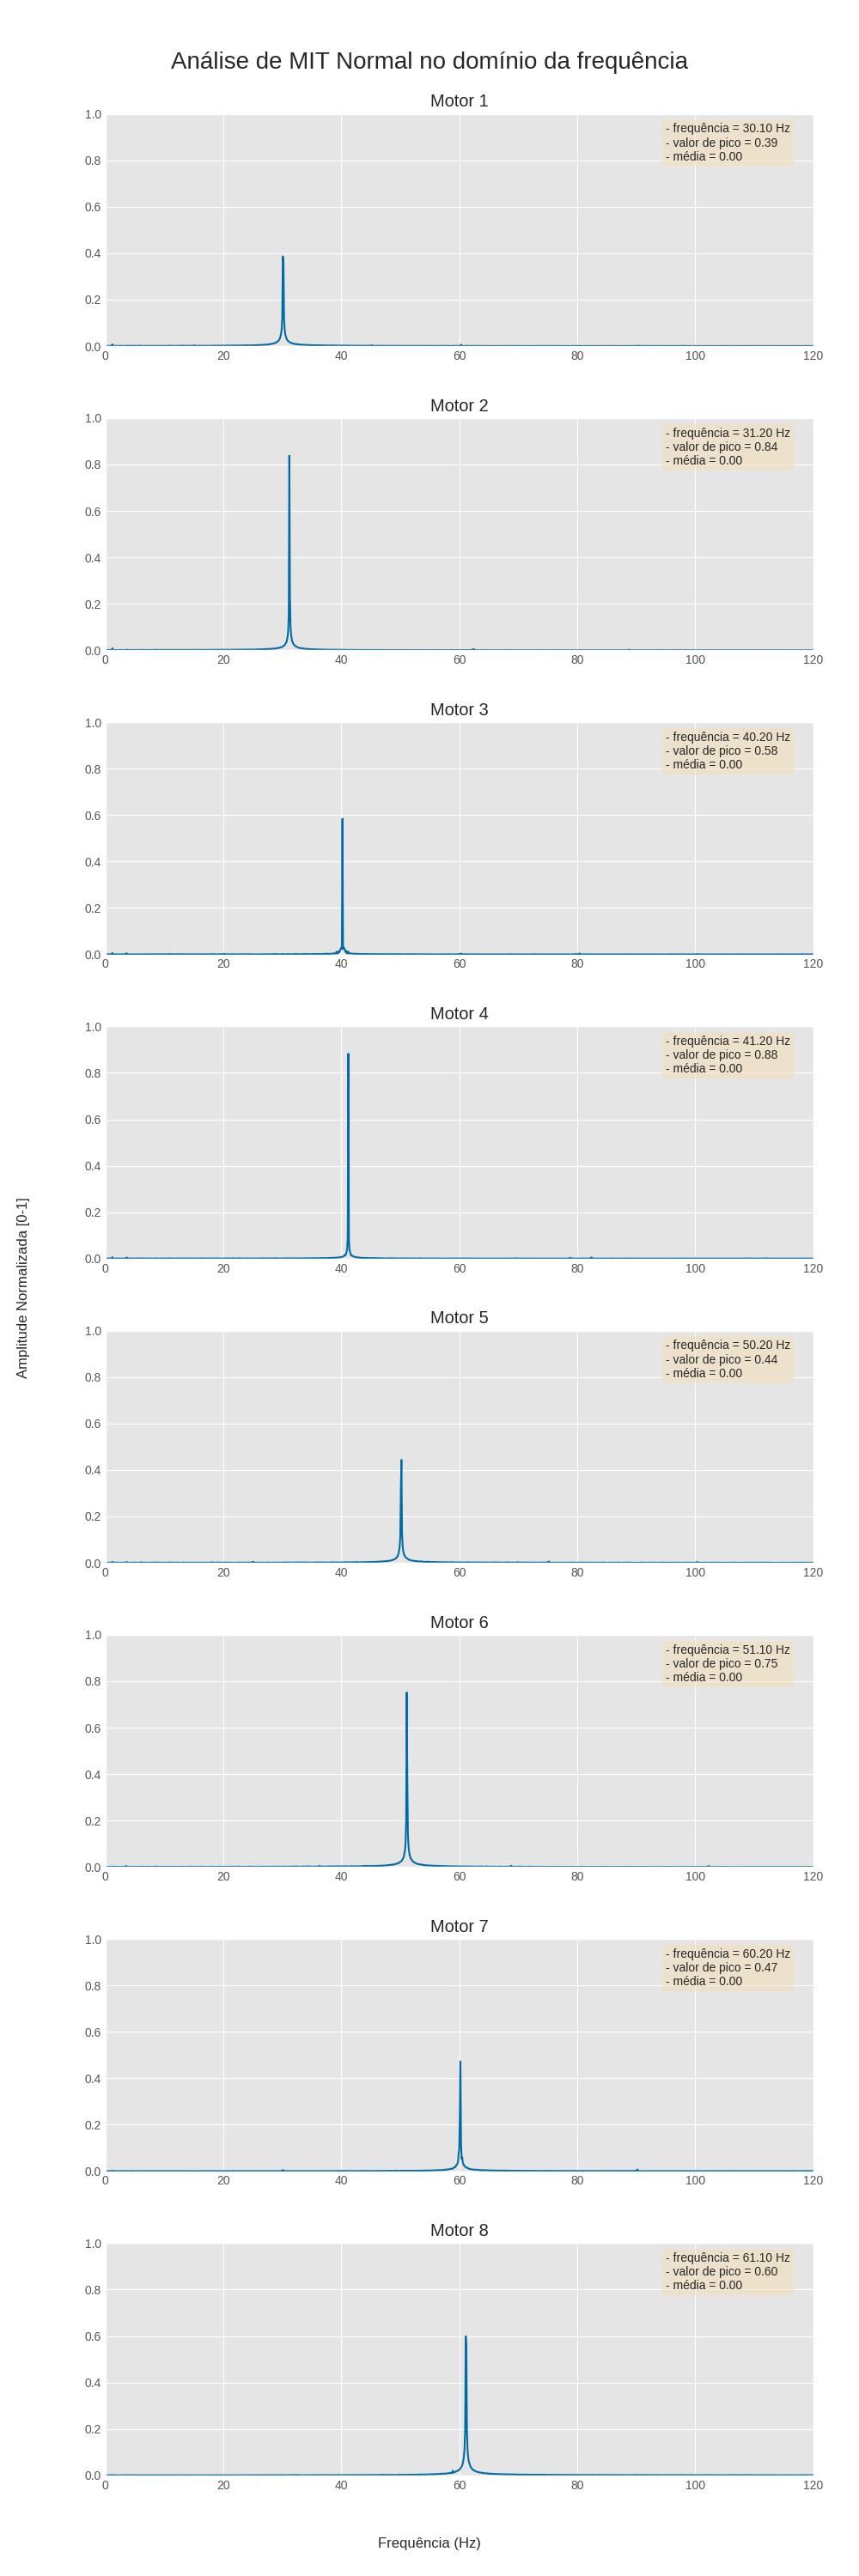 Análise de MIT Normal no domínio da frequência
Motor 1
- frequência = 30.10 Hz
- valor de pico = 0.39
- média = 0.00
1.0
0.8
0.6
0.4
0.2
0.0
0 20 40 60 80 100 120
Motor 2
- frequência = 31.20 Hz
- valor de pico = 0.84
- média = 0.00
1.0
0.8
0.6
0.4
0.2
0.0
0 20 40 60 80 100 120
Motor 3
- frequência = 40.20 Hz
- valor de pico = 0.58
- média = 0.00
1.0
0.8
0.6
0.4
0.2
0.0
0 20 40 60 80 100 120
Motor 4
- frequência = 41.20 Hz
- valor de pico = 0.88
- média = 0.00
1.0
0.8
0.6
0.4
0.2
0.0
0 20 40 60 80 100 120
Amplitude Normalizada [0-1]
Motor 5
- frequência = 50.20 Hz
- valor de pico = 0.44
- média = 0.00
1.0
0.8
0.6
0.4
0.2
0.0
0 20 40 60 80 100 120
Motor 6
- frequência = 51.10 Hz
- valor de pico = 0.75
- média = 0.00
1.0
0.8
0.6
0.4
0.2
0.0
0 20 40 60 80 100 120
Motor 7
- frequência = 60.20 Hz
- valor de pico = 0.47
- média = 0.00
1.0
0.8
0.6
0.4
0.2
0.0
0 20 40 60 80 100 120
Motor 8
- frequência = 61.10 Hz
- valor de pico = 0.60
- média = 0.00
1.0
0.8
0.6
0.4
0.2
0.0
0 20 40 60 80 100 120
Frequência (Hz)